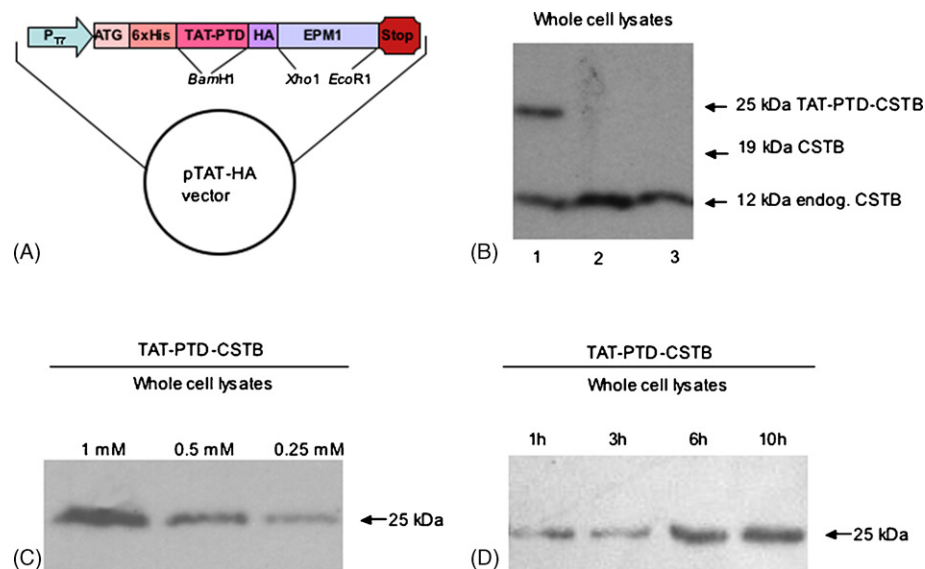 P_T7 ATG 6xHis TAT-PTD HA EPM1 Stop
BamH1 Xho1 EcoR1
pTAT-HA
vector
(A)
Whole cell lysates
25 kDa TAT-PTD-CSTB
19 kDa CSTB
12 kDa endog. CSTB
1 2 3
(B)
TAT-PTD-CSTB
Whole cell lysates
1 mM 0.5 mM 0.25 mM
25 kDa
(C)
TAT-PTD-CSTB
Whole cell lysates
1h 3h 6h 10h
25 kDa
(D)